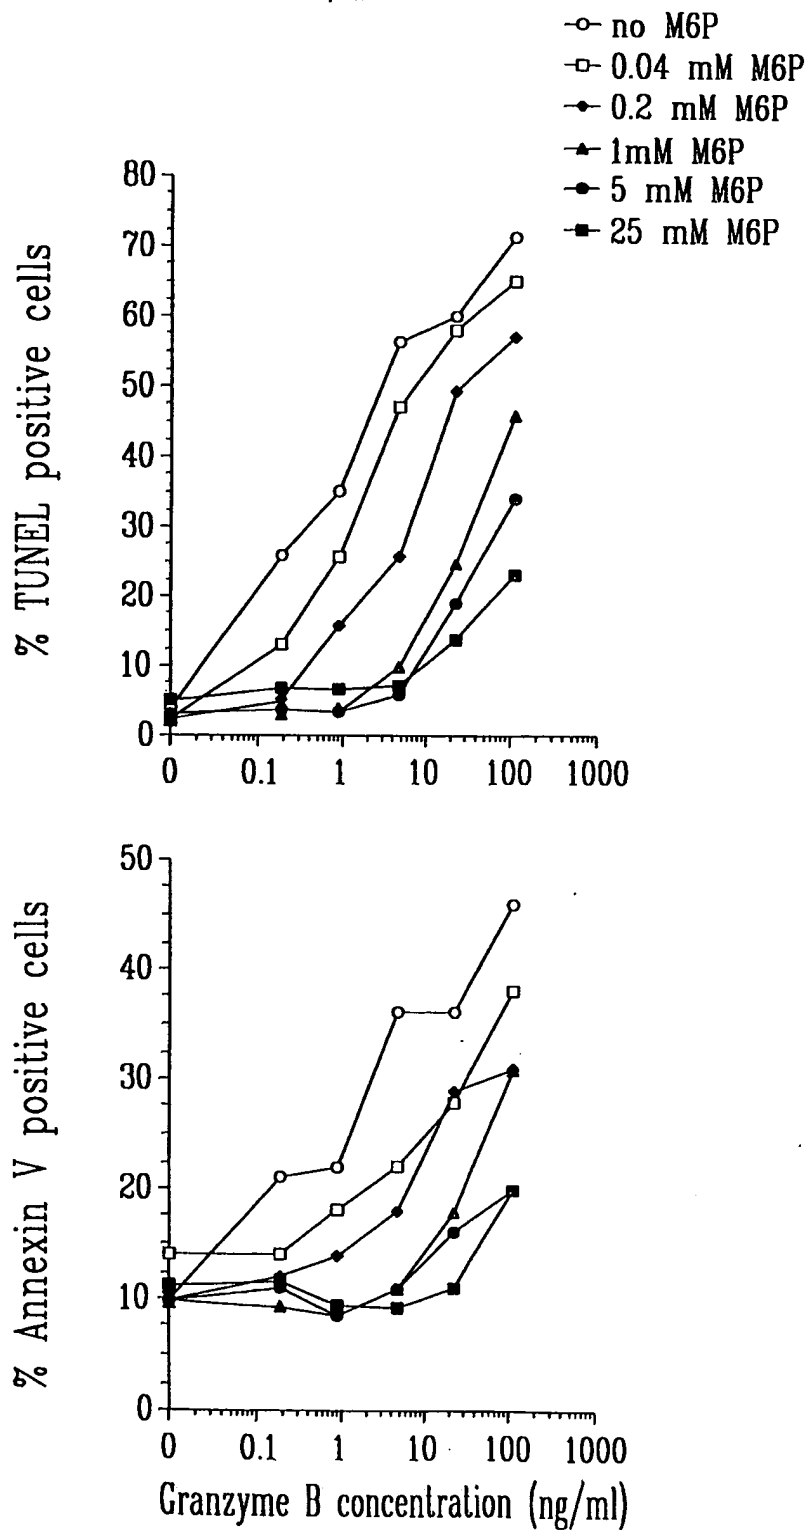 no M6P
0.04 mM M6P
0.2 mM M6P
1mM M6P
5 mM M6P
25 mM M6P
% TUNEL positive cells
80
70
60
50
40
30
20
10
0
0 0.1 1 10 100 1000
% Annexin V positive cells
50
40
30
20
10
0
0 0.1 1 10 100 1000
Granzyme B concentration (ng/ml)